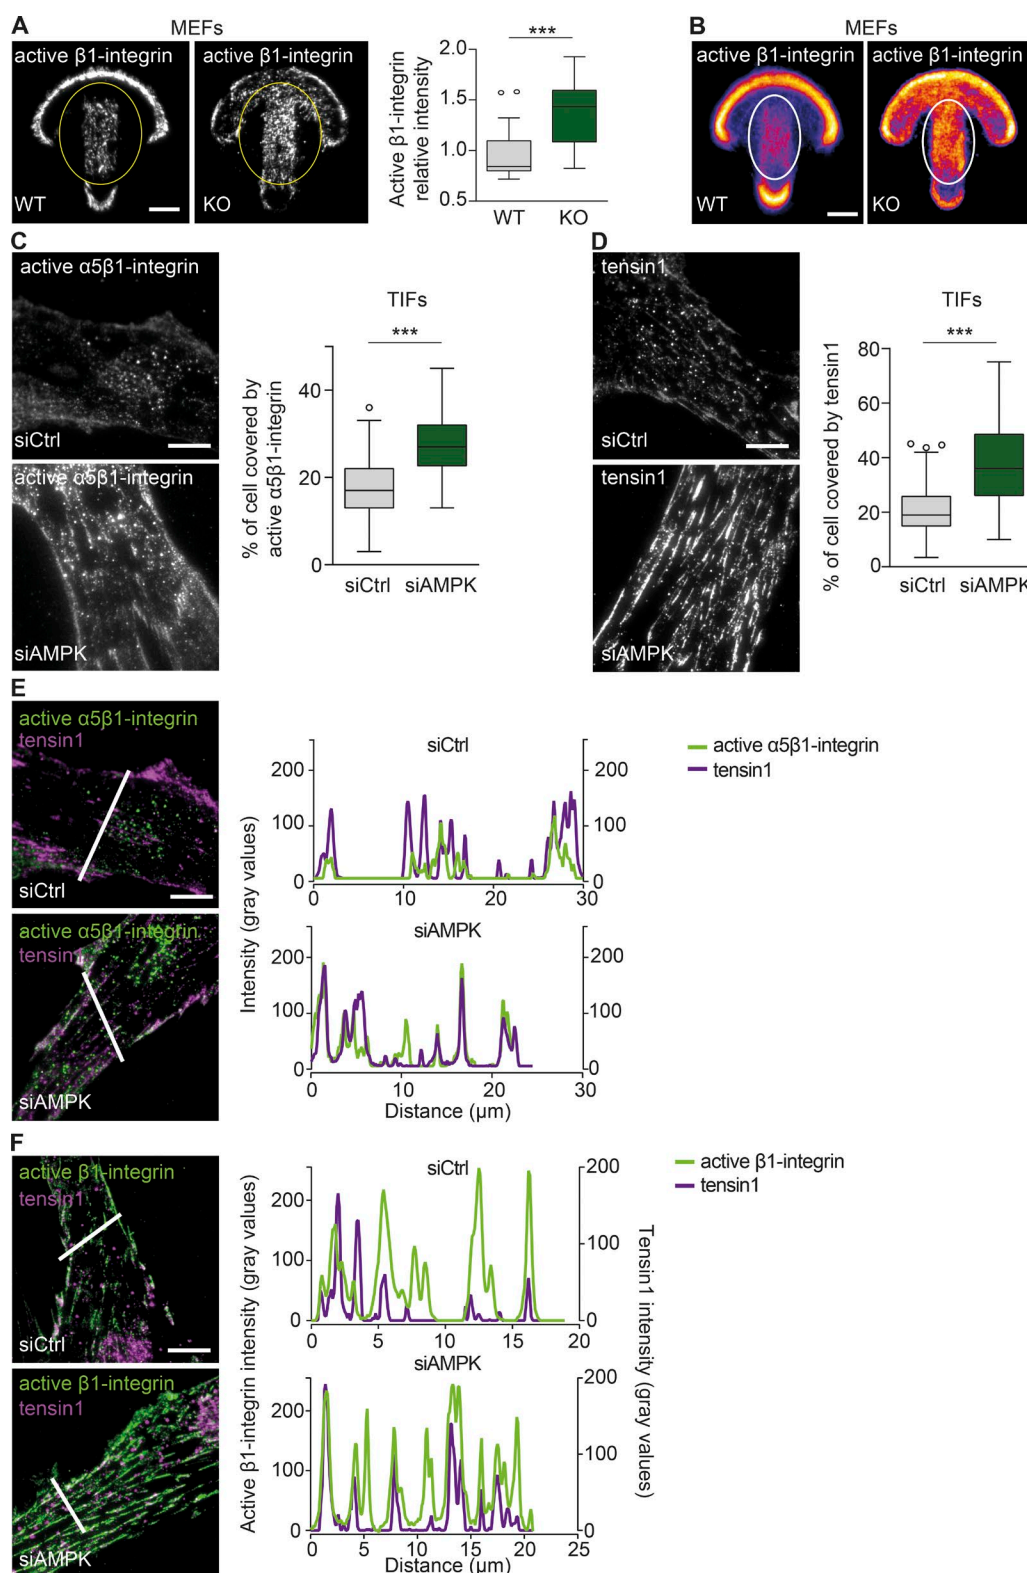 A
MEFs
active β1-integrin
active β1-integrin
WT
KO
Active β1-integrin
relative intensity
2.0
1.5
1.0
0.5
***
WT
KO
B
MEFs
active β1-integrin
active β1-integrin
WT
KO
C
active α5β1-integrin
siCtrl
active α5β1-integrin
siAMPK
TIFs
***
% of cell covered by
active α5β1-integrin
40
20
0
siCtrl
siAMPK
D
tensin1
siCtrl
tensin1
siAMPK
TIFs
***
% of cell covered by tensin1
80
60
40
20
0
siCtrl
siAMPK
E
active α5β1-integrin
tensin1
siCtrl
active α5β1-integrin
tensin1
siAMPK
Intensity (gray values)
siCtrl
200
100
0
200
100
0
0
10
20
30
active α5β1-integrin
tensin1
siAMPK
200
100
0
200
100
0
0
10
20
30
Distance (μm)
F
active β1-integrin
tensin1
siCtrl
active β1-integrin
tensin1
siAMPK
Active β1-integrin intensity (gray values)
siCtrl
200
100
0
200
100
0
0
5
10
15
20
active β1-integrin
tensin1
Tensin1 intensity (gray values)
siAMPK
200
100
0
200
100
0
0
5
10
15
20
25
Distance (μm)